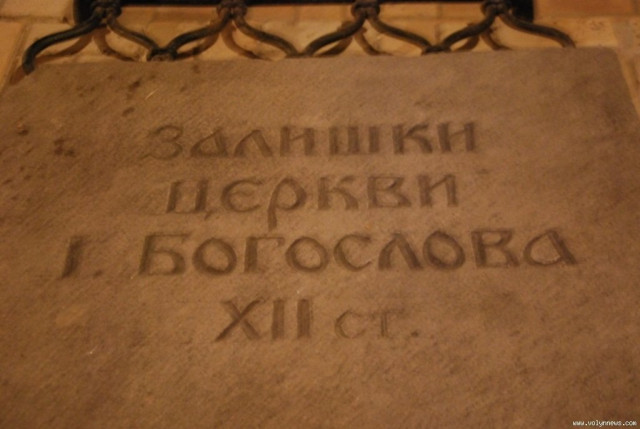 ЗАЛИШКИ
ЦЕРКВИ
І. БОГОСЛОВА
XII ст.
www.volynnews.com